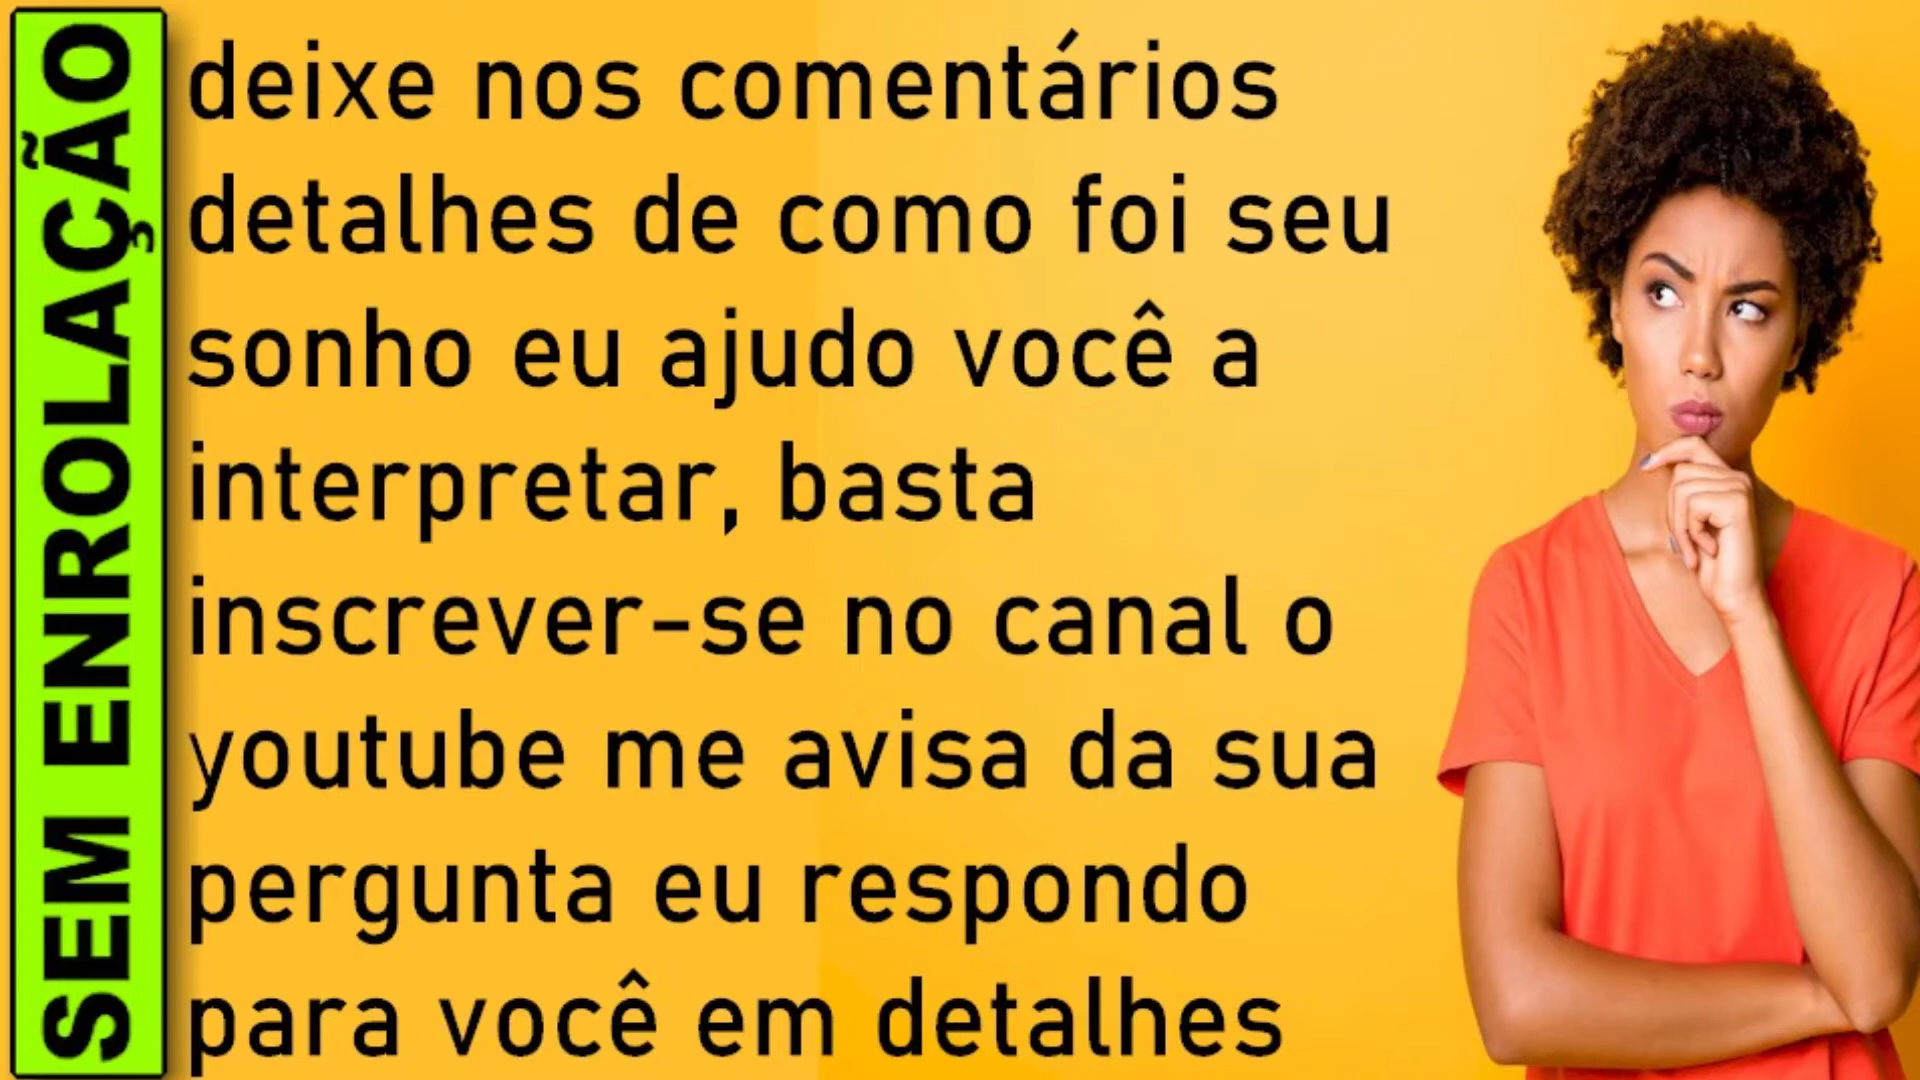 SEM ENROLAÇÃO
deixe nos comentários
detalhes de como foi seu
sonho eu ajudo você a
interpretar, basta
inscrever-se no canal o
youtube me avisa da sua
pergunta eu respondo
para você em detalhes